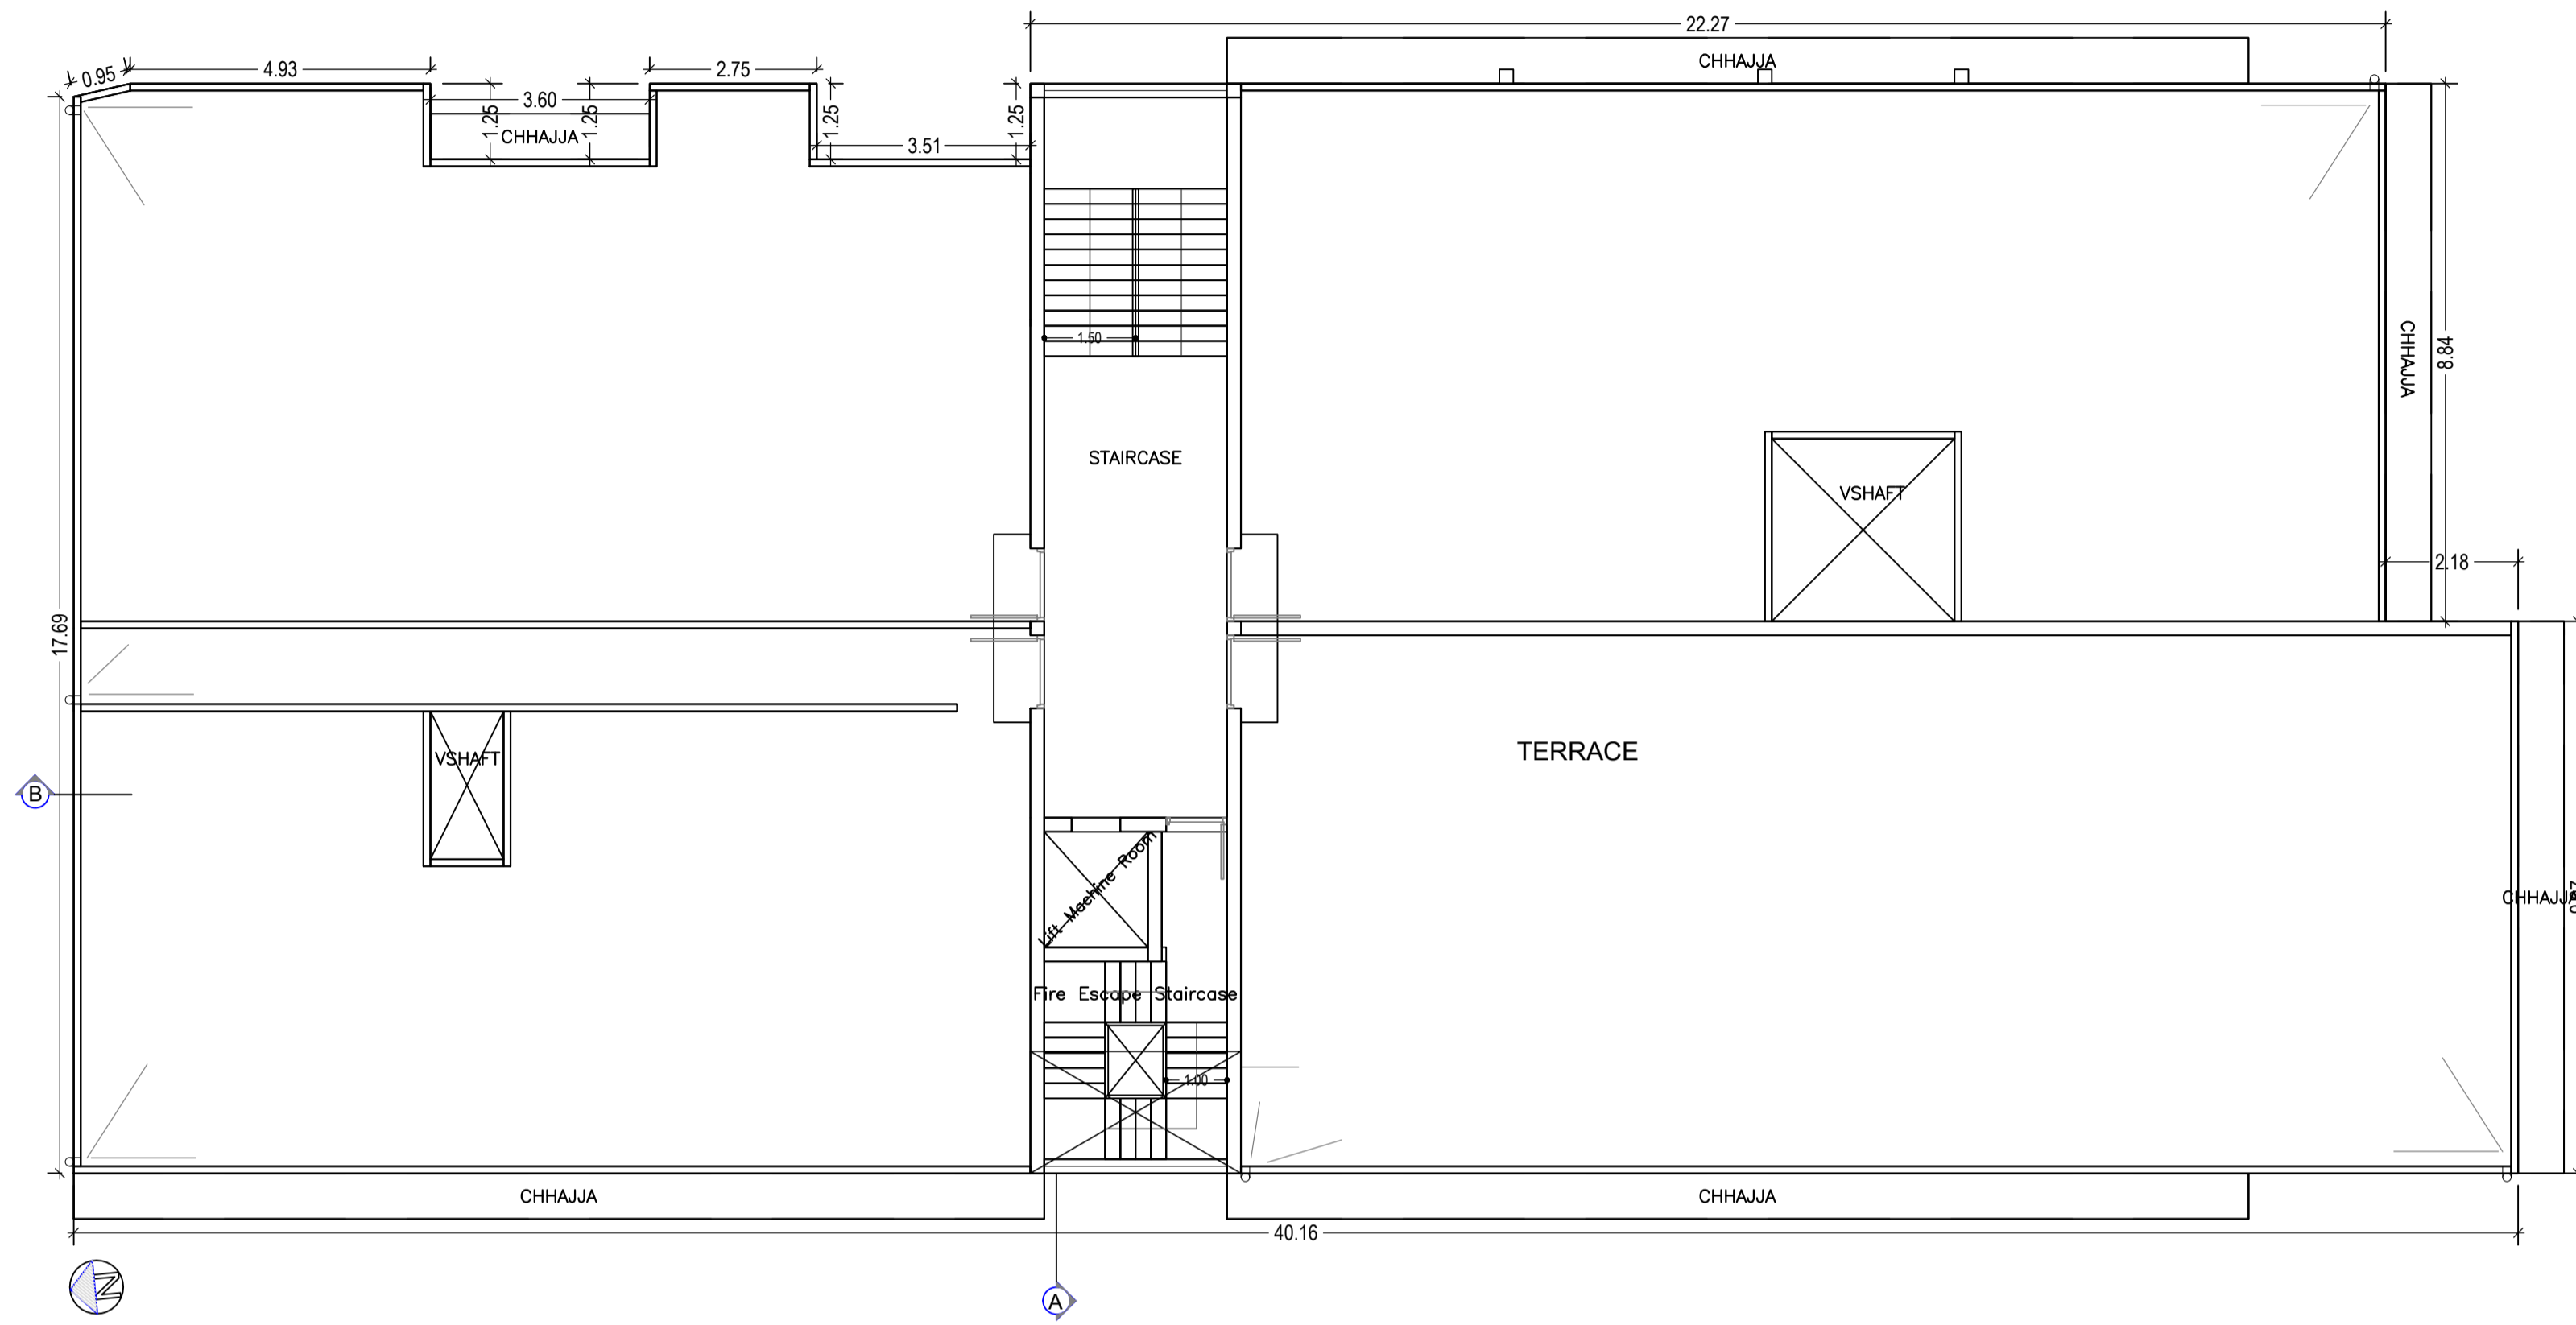 22.27
CHHAJJA
0.95
4.93
2.75
3.60
1.25
1.25
CHHAJJA
1.25
3.51
1.25
1.50
STAIRCASE
CHHAJJA
8.84
VSHAFT
2.18
17.69
TERRACE
VSHAFT
B
Lift Machine Room
CHHAJJA
Fire Escape Staircase
1.00
CHHAJJA
CHHAJJA
40.16
N
A